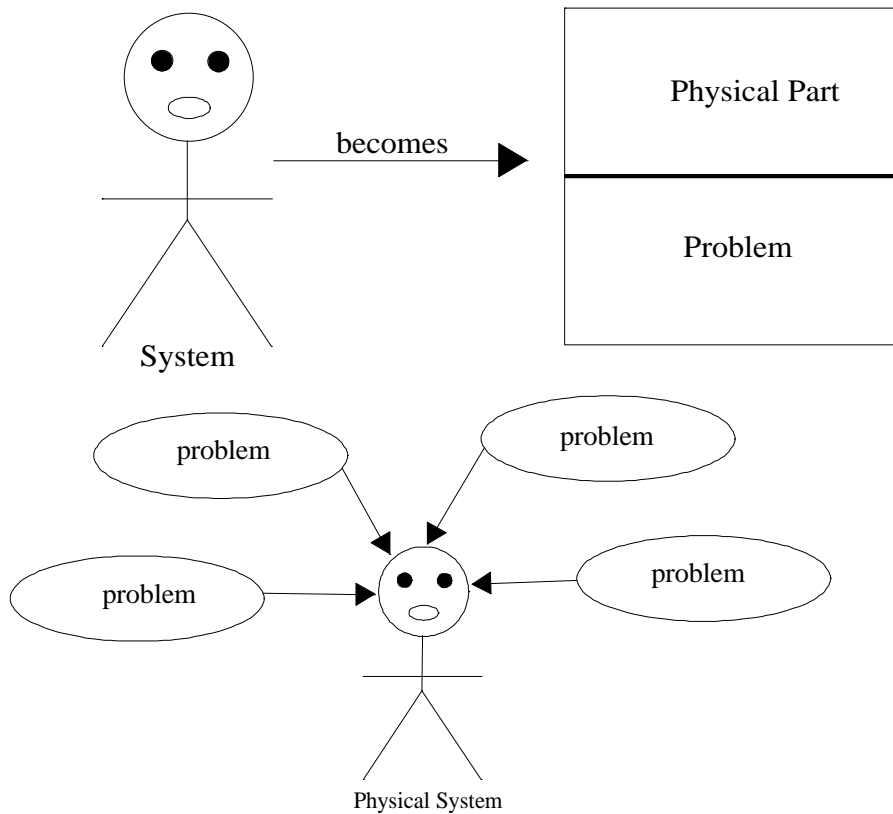 Physical Part
becomes
Problem
System
problem
problem
problem
problem
Physical System